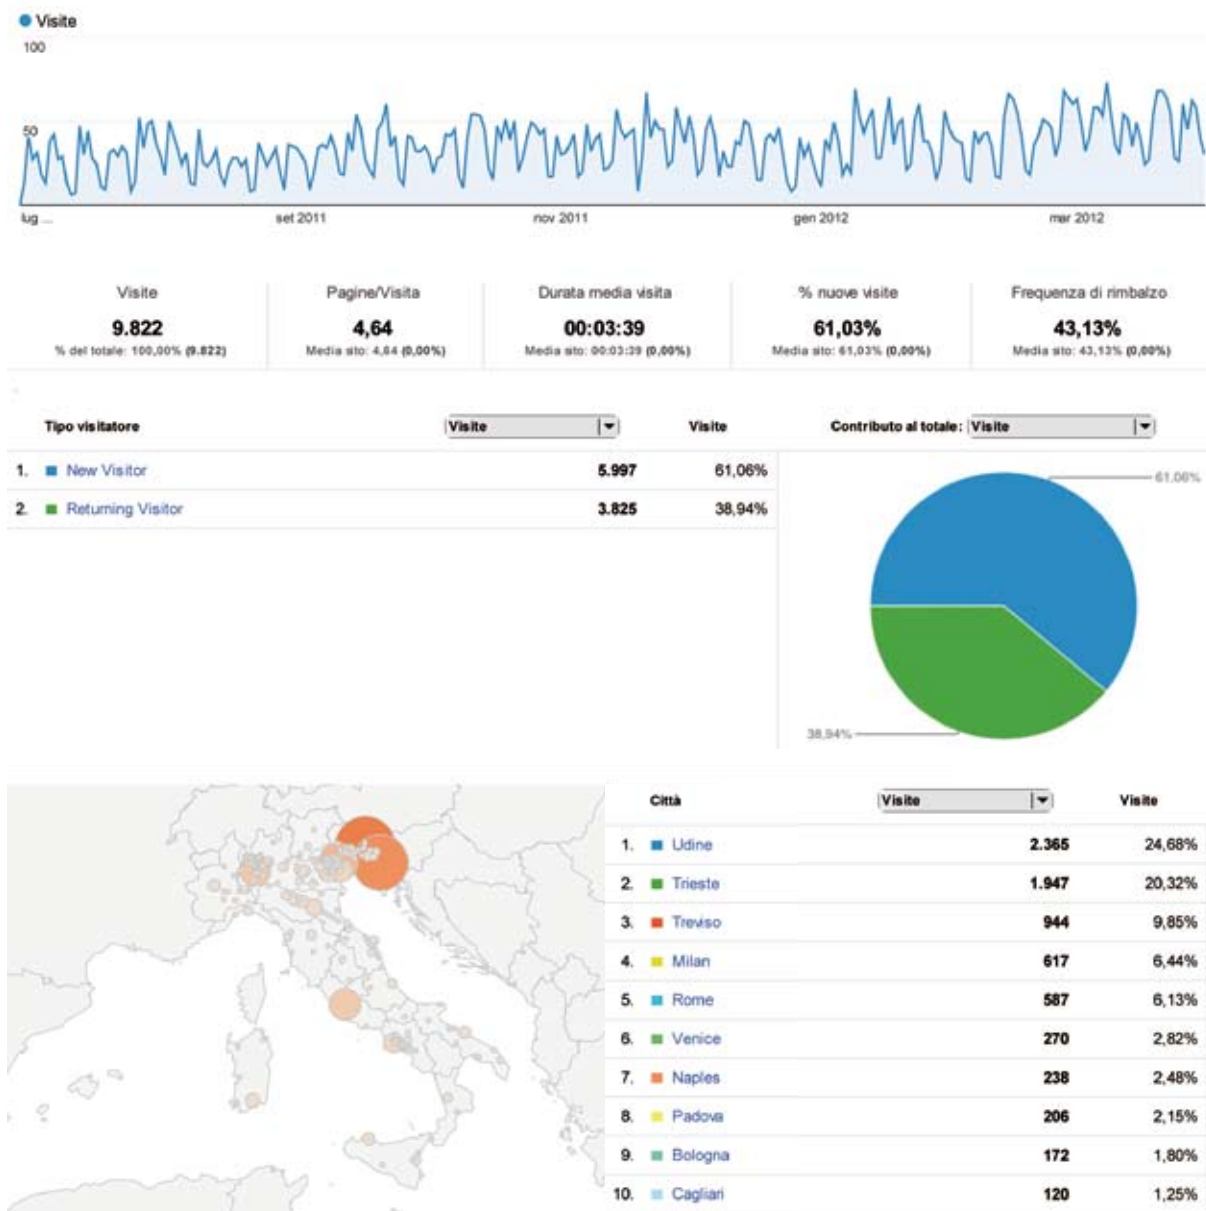 Visite
100
50
lug ...
set 2011
nov 2011
gen 2012
mar 2012
Visite
9.822
% del totale: 100,00% (9.822)
Pagine/Visita
4,64
Media sito: 4,64 (0,00%)
Durata media visita
00:03:39
Media sito: 00:03:39 (0,00%)
% nuove visite
61,03%
Media sito: 61,03% (0,00%)
Frequenza di rimbalzo
43,13%
Media sito: 43,13% (0,00%)
Tipo visitatore Visite Visite
1. New Visitor 5.997 61,06%
2. Returning Visitor 3.825 38,94%
Contributo al totale: Visite
61,06%
38,94%
Città Visite Visite
1. Udine 2.365 24,68%
2. Trieste 1.947 20,32%
3. Treviso 944 9,85%
4. Milan 617 6,44%
5. Rome 587 6,13%
6. Venice 270 2,82%
7. Naples 238 2,48%
8. Padova 206 2,15%
9. Bologna 172 1,80%
10. Cagliari 120 1,25%